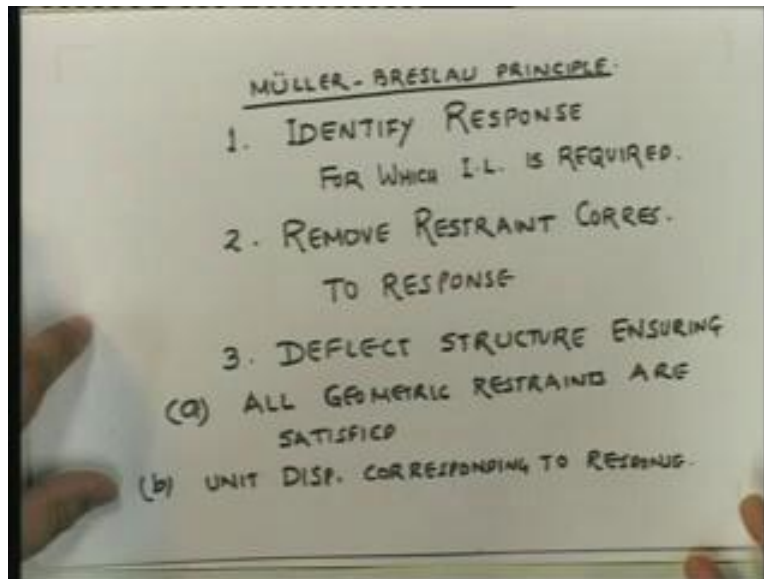 MÜLLER-BRESLAU PRINCIPLE.
1. IDENTIFY RESPONSE
FOR WHICH I.L. IS REQUIRED.
2. REMOVE RESTRAINT CORRES.
TO RESPONSE
3. DEFLECT STRUCTURE ENSURING
(a) ALL GEOMETRIC RESTRAINTS ARE
SATISFIED
(b) UNIT DISP. CORRESPONDING TO RESPONSE.